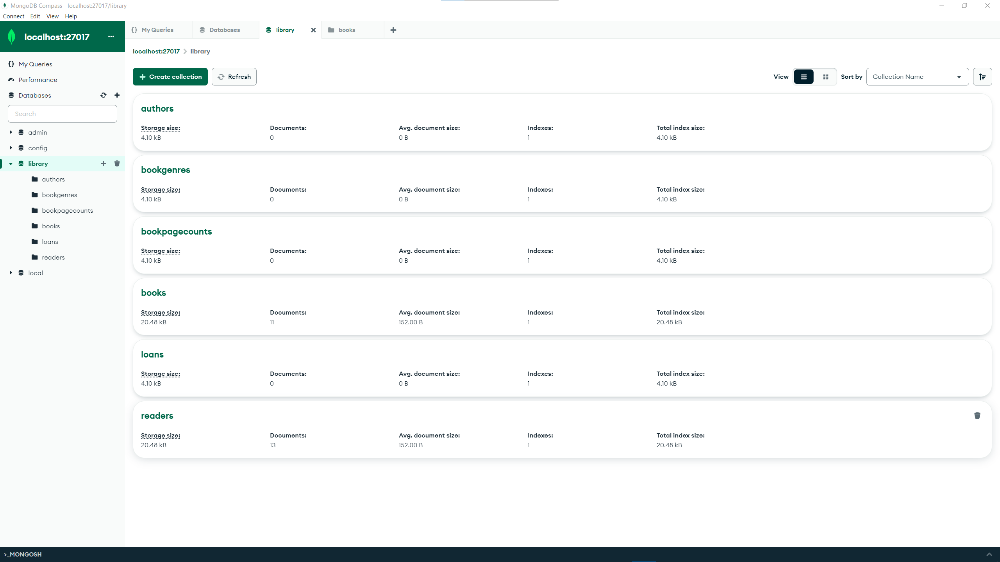 MongoDB Compass - localhost:27017/library
Connect Edit View Help
localhost:27017 ...
My Queries
Performance
Databases
Search
admin
config
library
authors
bookgenres
bookpagecounts
books
loans
readers
local
My Queries Databases library books
localhost:27017 library
Create collection Refresh View Sort by Collection Name
authors
Storage size: Documents: Avg. document size: Indexes: Total index size:
4.10 kB 0 0 B 1 4.10 kB
bookgenres
Storage size: Documents: Avg. document size: Indexes: Total index size:
4.10 kB 0 0 B 1 4.10 kB
bookpagecounts
Storage size: Documents: Avg. document size: Indexes: Total index size:
4.10 kB 0 0 B 1 4.10 kB
books
Storage size: Documents: Avg. document size: Indexes: Total index size:
20.48 kB 11 152.00 B 1 20.48 kB
loans
Storage size: Documents: Avg. document size: Indexes: Total index size:
4.10 kB 0 0 B 1 4.10 kB
readers
Storage size: Documents: Avg. document size: Indexes: Total index size:
20.48 kB 13 152.00 B 1 20.48 kB
>_MONGOSH